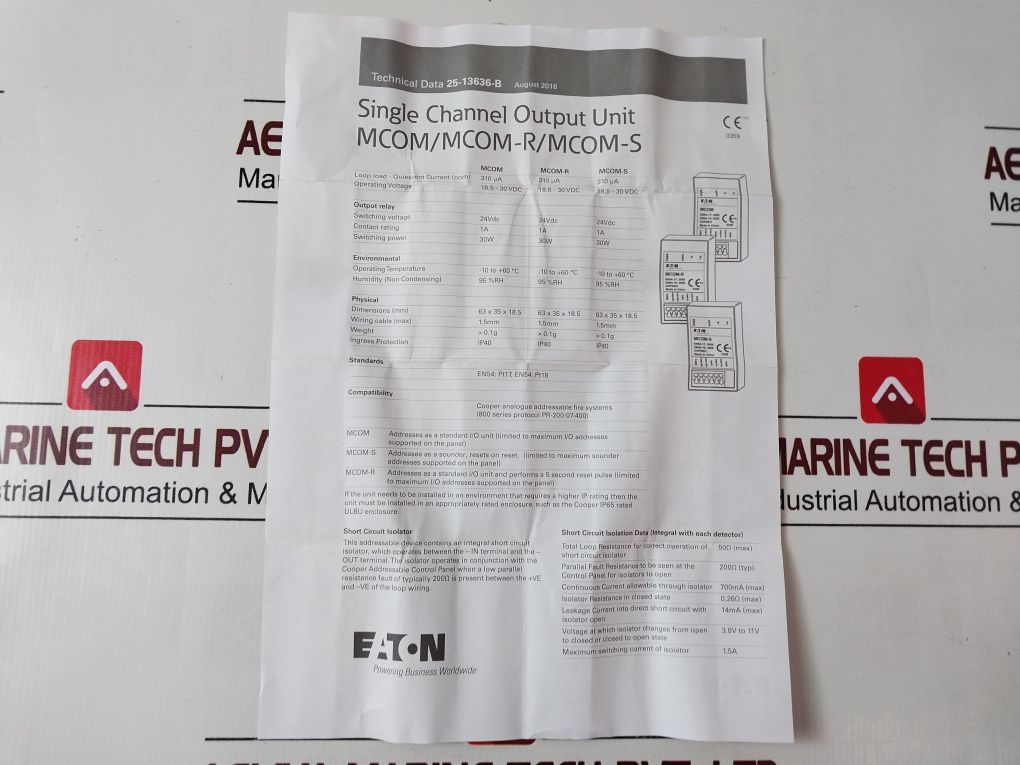 Technical Data 25-13636-B August 2016
Single Channel Output Unit
MCOM/MCOM-R/MCOM-S
CE
0359
MCOM MCOM-R MCOM-S
Loop load - Quiescent Current (nom) 310 µA 310 µA 310 µA
Operating Voltage 18.5 - 30 VDC 18.5 - 30 VDC 18.5 - 30 VDC
Output relay
Switching voltage 24Vdc 24Vdc 24Vdc
Contact rating 1A 1A 1A
Switching power 30W 30W 30W
Environmental
Operating Temperature -10 to +60 °C -10 to +60 °C -10 to +60 °C
Humidity (Non Condensing) 95 %RH 95 %RH 95 %RH
Physical
Dimensions (mm) 63 x 35 x 18.5 63 x 35 x 18.5 63 x 35 x 18.5
Wiring cable (max) 1.5mm 1.5mm 1.5mm
Weight > 0.1g > 0.1g > 0.1g
Ingress Protection IP40 IP40 IP40
Standards
EN54: Pt17, EN54: Pt18
Compatibility
Cooper analogue addressable fire systems
(800 series protocol PR-200-07-400)
MCOM Addresses as a standard I/O unit (limited to maximum I/O addresses
supported on the panel)
MCOM-S Addresses as a sounder, resets on reset, (limited to maximum sounder
addresses supported on the panel)
MCOM-R Addresses as a standard I/O unit and performs a 5 second reset pulse (limited
to maximum I/O addresses supported on the panel)
If the unit needs to be installed in an environment that requires a higher IP rating then the
unit must be installed in an appropriately rated enclosure, such as the Cooper IP65 rated
UL8U enclosure.
Short Circuit Isolator
This addressable device contains an integral short circuit
isolator, which operates between the – IN terminal and the –
OUT terminal. The isolator operates in conjunction with the
Cooper Addressable Control Panel when a low parallel
resistance fault of typically 200Ω is present between the +VE
and –VE of the loop wiring.
Short Circuit Isolation Data (Integral with each detector)
Total Loop Resistance for correct operation of 50Ω (max)
short circuit isolator
Parallel Fault Resistance to be seen at the 200Ω (typ)
Control Panel for isolators to open
Continuous Current allowable through isolator 700mA (max)
Isolator Resistance in closed state 0.26Ω (max)
Leakage Current into direct short circuit with 14mA (max)
isolator open
Voltage at which isolator changes from open 3.8V to 11V
to closed or closed to open state
Maximum switching current of isolator 1.5A
EATON
Powering Business Worldwide
EATON
MCOM
CE
EATON
MCOM-R
CE
EATON
MCOM-S
CE
AE
Ma
ARINE TECH PV
strial Automation & M
AE
Ma
MARINE TECH P
dustrial Automation &